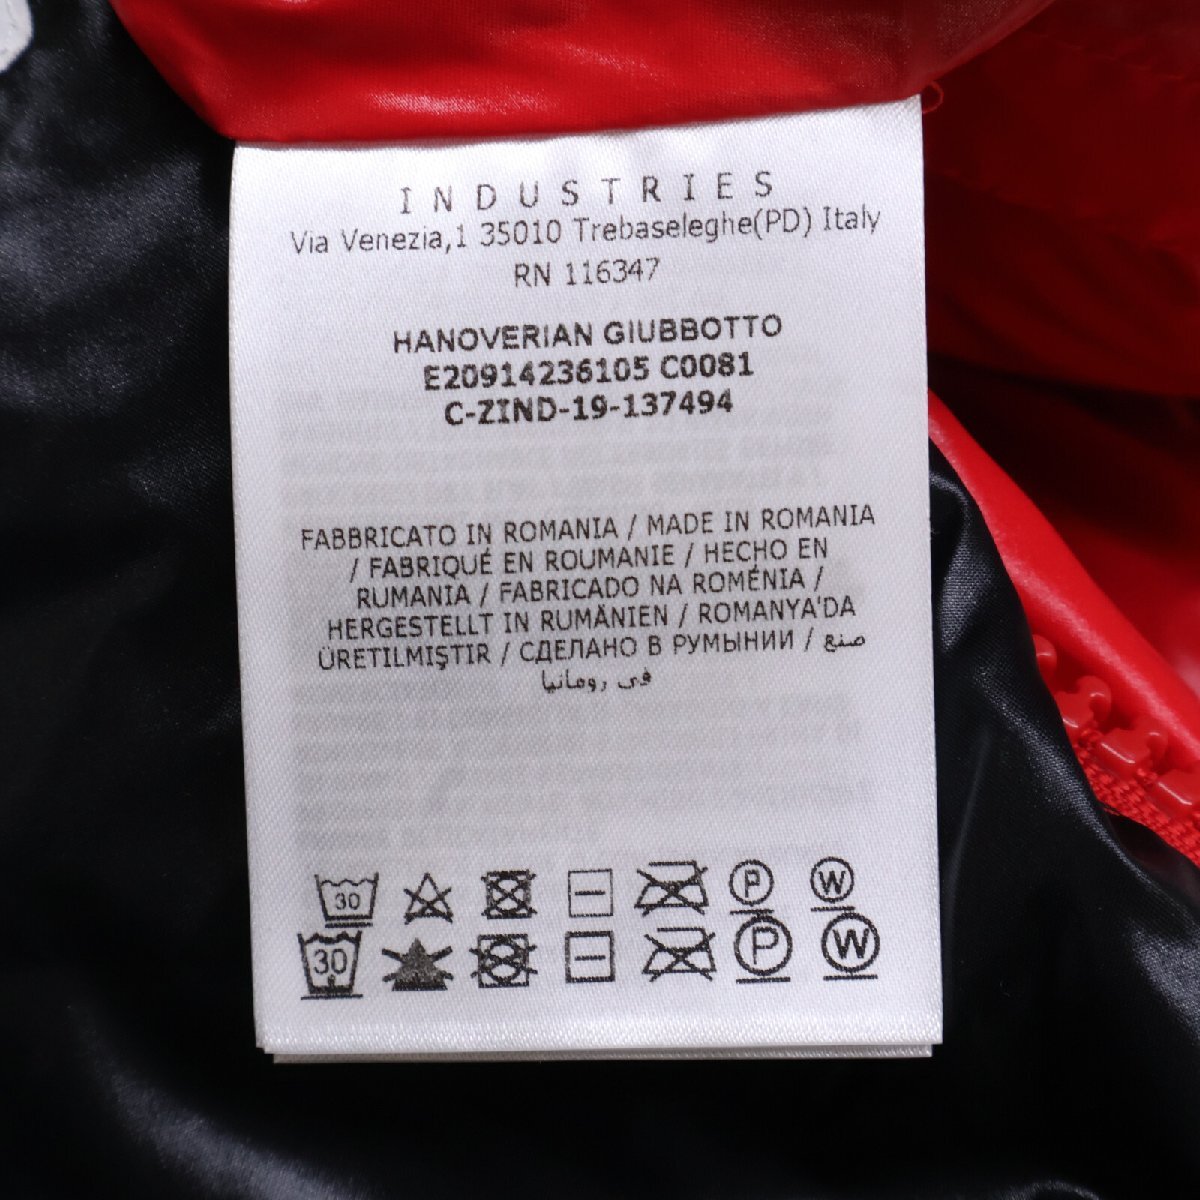 INDUSTRIES
Via Venezia,1 35010 Trebaseleghe(PD) Italy
RN 116347
HANOVERIAN GIUBBOTTO
E20914236105 C0081
C-ZIND-19-137494
FABBRICATO IN ROMANIA / MADE IN ROMANIA
/ FABRIQUÉ EN ROUMANIE / HECHO EN
RUMANIA / FABRICADO NA ROMÉNIA /
HERGESTELLT IN RUMÄNIEN / ROMANYA'DA
ÜRETILMIŞTIR / СДЕЛАНО В РУМЫНИИ / صنع
في رومانيا
30 P W
30 P W